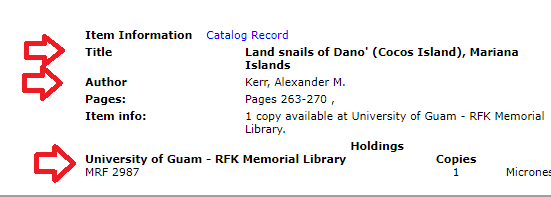 Item Information Catalog Record
Title Land snails of Dano' (Cocos Island), Mariana
Islands
Author Kerr, Alexander M.
Pages: Pages 263-270 ,
Item info: 1 copy available at University of Guam - RFK Memorial
Library.
Holdings
University of Guam - RFK Memorial Library Copies
MRF 2987 1 Microne